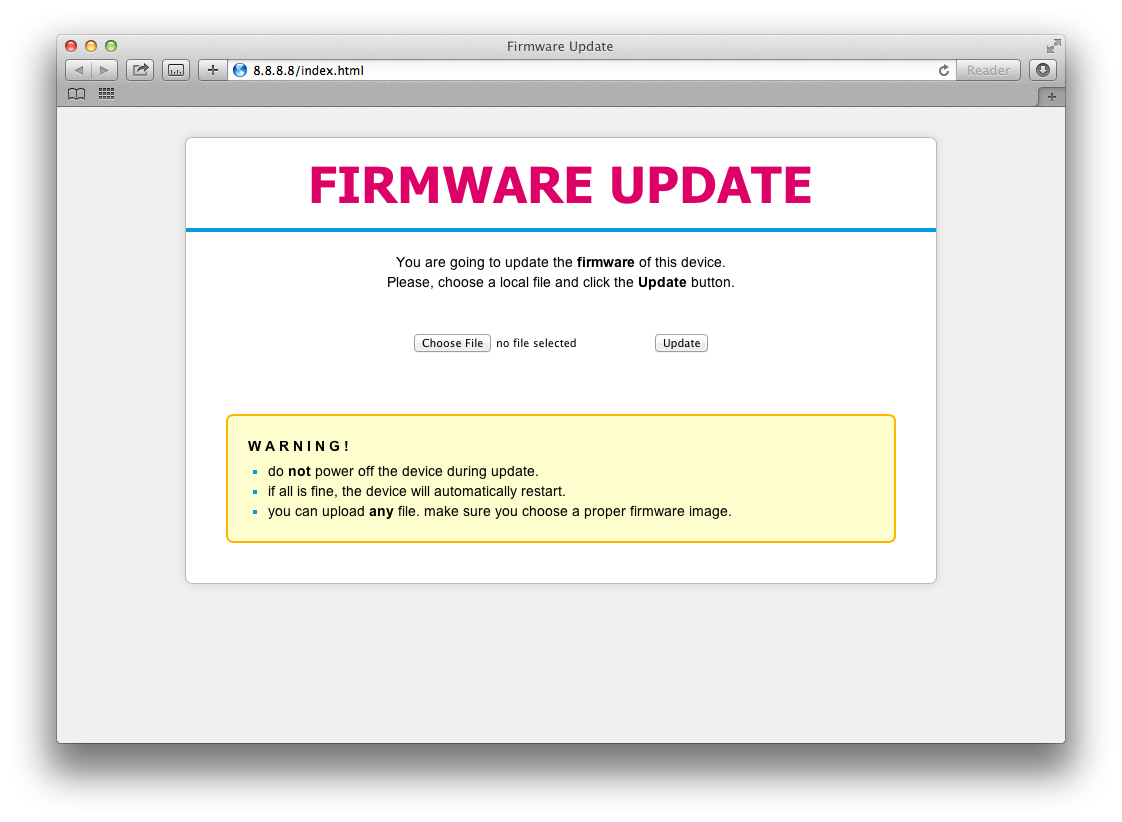 Firmware Update
8.8.8.8/index.html
Reader
FIRMWARE UPDATE
You are going to update the firmware of this device.
Please, choose a local file and click the Update button.
Choose File no file selected Update
WARNING!
do not power off the device during update.
if all is fine, the device will automatically restart.
you can upload any file. make sure you choose a proper firmware image.